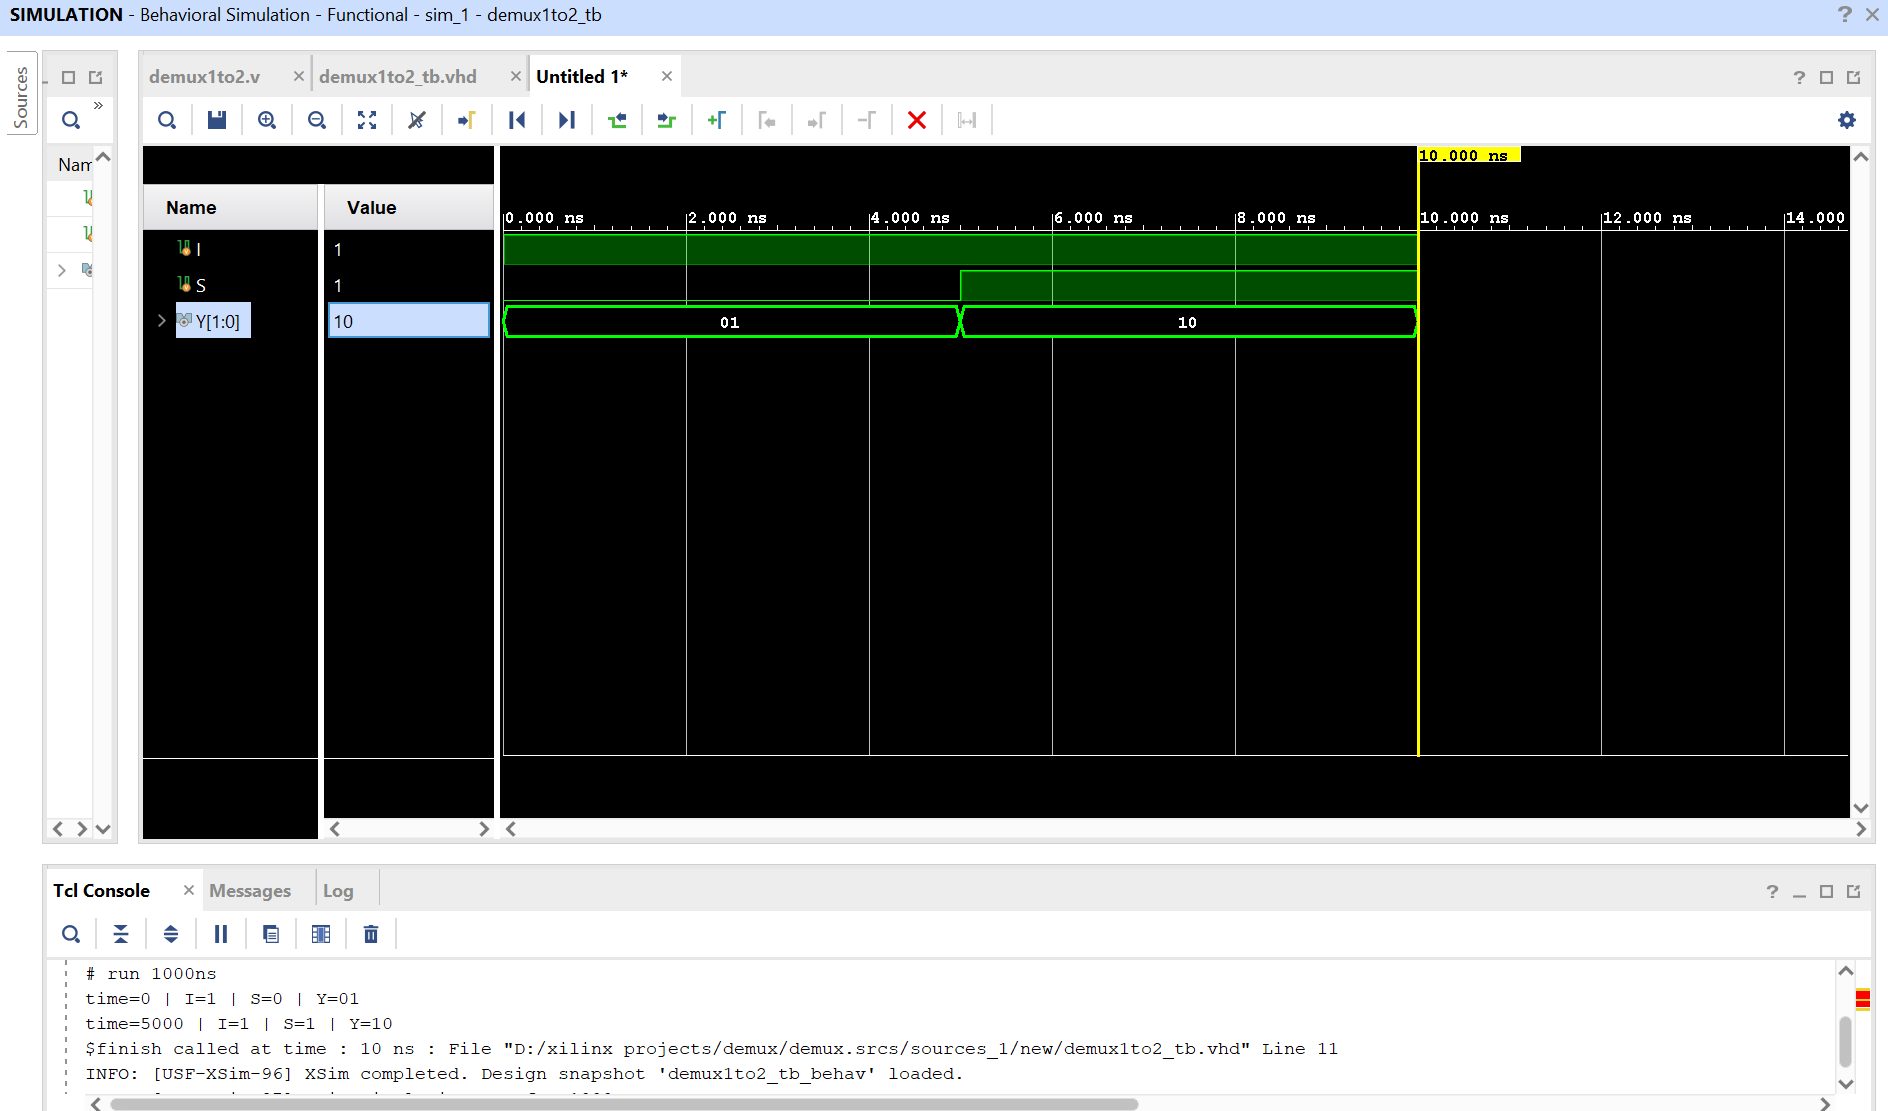 SIMULATION - Behavioral Simulation - Functional - sim_1 - demux1to2_tb
Sources
demux1to2.v
demux1to2_tb.vhd
Untitled 1*
Nam
Name
Value
10.000 ns
0.000 ns 2.000 ns 4.000 ns 6.000 ns 8.000 ns 10.000 ns 12.000 ns 14.000
I 1
S 1
Y[1:0] 10 01 10
Tcl Console
Messages
Log
# run 1000ns
time=0 | I=1 | S=0 | Y=01
time=5000 | I=1 | S=1 | Y=10
$finish called at time : 10 ns : File "D:/xilinx projects/demux/demux.srcs/sources_1/new/demux1to2_tb.vhd" Line 11
INFO: [USF-XSim-96] XSim completed. Design snapshot 'demux1to2_tb_behav' loaded.